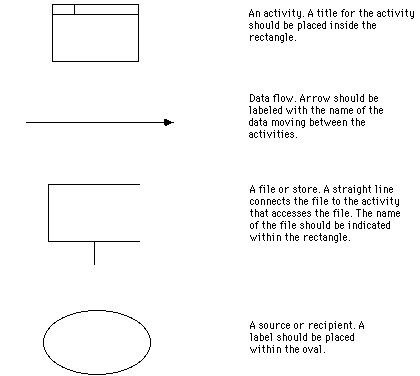 An activity. A title for the activity
should be placed inside the
rectangle.
Data flow. Arrow should be
labeled with the name of the
data moving between the
activities.
A file or store. A straight line
connects the file to the activity
that accesses the file. The name
of the file should be indicated
within the rectangle.
A source or recipient. A
label should be placed
within the oval.